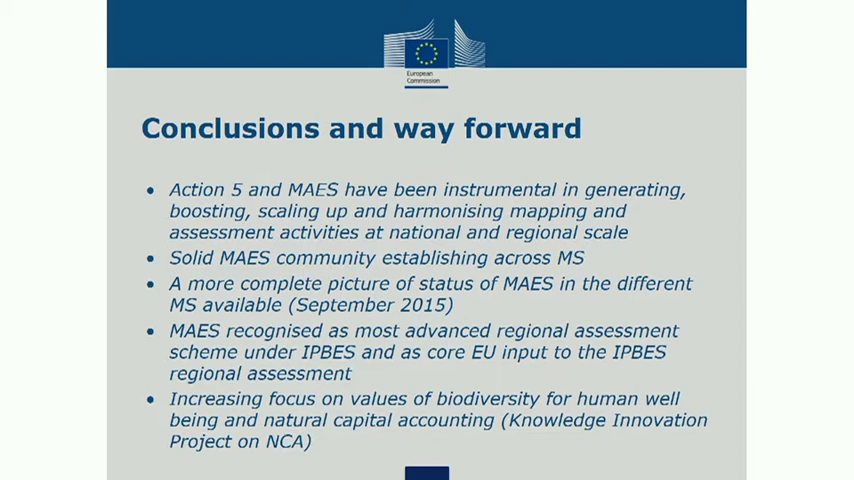 European
Commission
Conclusions and way forward
• Action 5 and MAES have been instrumental in generating,
boosting, scaling up and harmonising mapping and
assessment activities at national and regional scale
• Solid MAES community establishing across MS
• A more complete picture of status of MAES in the different
MS available (September 2015)
• MAES recognised as most advanced regional assessment
scheme under IPBES and as core EU input to the IPBES
regional assessment
• Increasing focus on values of biodiversity for human well
being and natural capital accounting (Knowledge Innovation
Project on NCA)